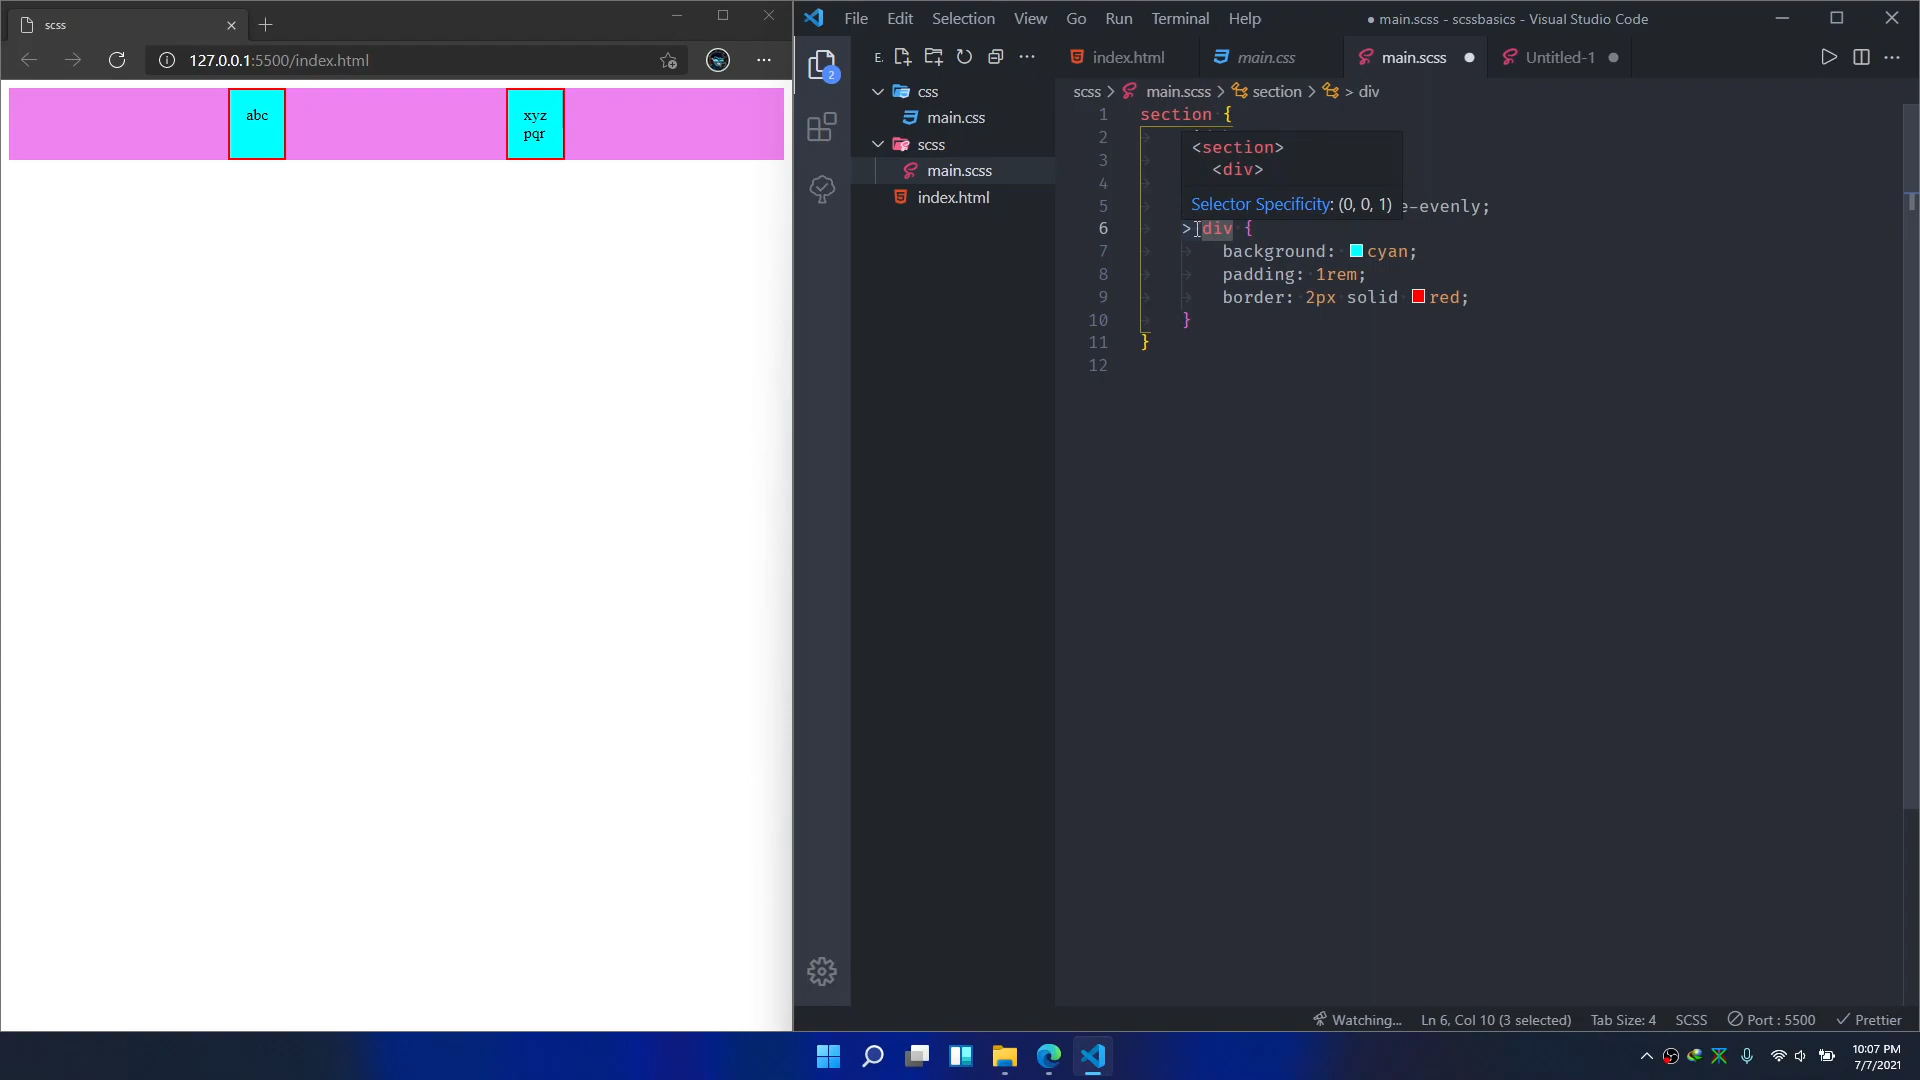 scss
127.0.0.1:5500/index.html
abc
xyz
pqr
File Edit Selection View Go Run Terminal Help
● main.scss - scssbasics - Visual Studio Code
2
E.
css
main.css
scss
main.scss
index.html
index.html
main.css
main.scss
Untitled-1
scss > main.scss > section > > div
1 section {
2
<section>
3
<div>
4
Selector Specificity: (0, 0, 1)
5 e-evenly;
6 > div {
7 background: cyan;
8 padding: 1rem;
9 border: 2px solid red;
10 }
11 }
12
Watching... Ln 6, Col 10 (3 selected) Tab Size: 4 SCSS Port : 5500 Prettier
10:07 PM
7/7/2021